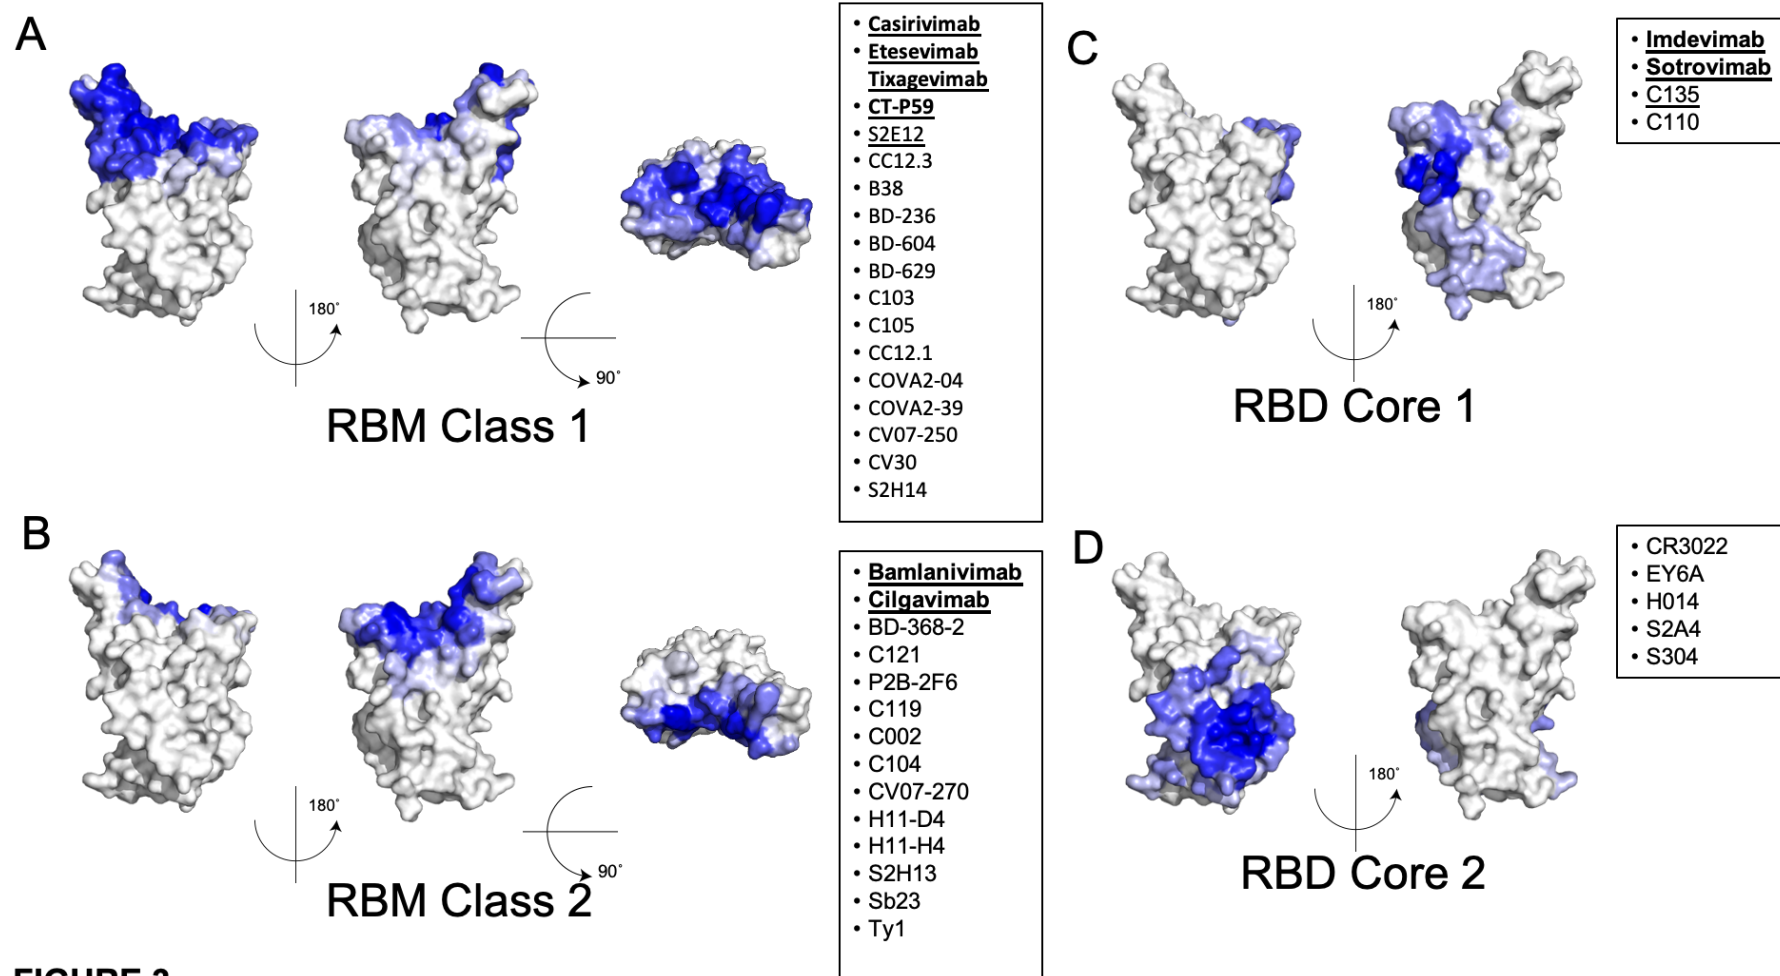 A
180°
90°
RBM Class 1
• Casirivimab
• Etesevimab
Tixagevimab
• CT-P59
• S2E12
• CC12.3
• B38
• BD-236
• BD-604
• BD-629
• C103
• C105
• CC12.1
• COVA2-04
• COVA2-39
• CV07-250
• CV30
• S2H14
B
180°
90°
RBM Class 2
• Bamlanivimab
• Cilgavimab
• BD-368-2
• C121
• P2B-2F6
• C119
• C002
• C104
• CV07-270
• H11-D4
• H11-H4
• S2H13
• Sb23
• Ty1
C
180°
RBD Core 1
• Imdevimab
• Sotrovimab
• C135
• C110
D
180°
RBD Core 2
• CR3022
• EY6A
• H014
• S2A4
• S304